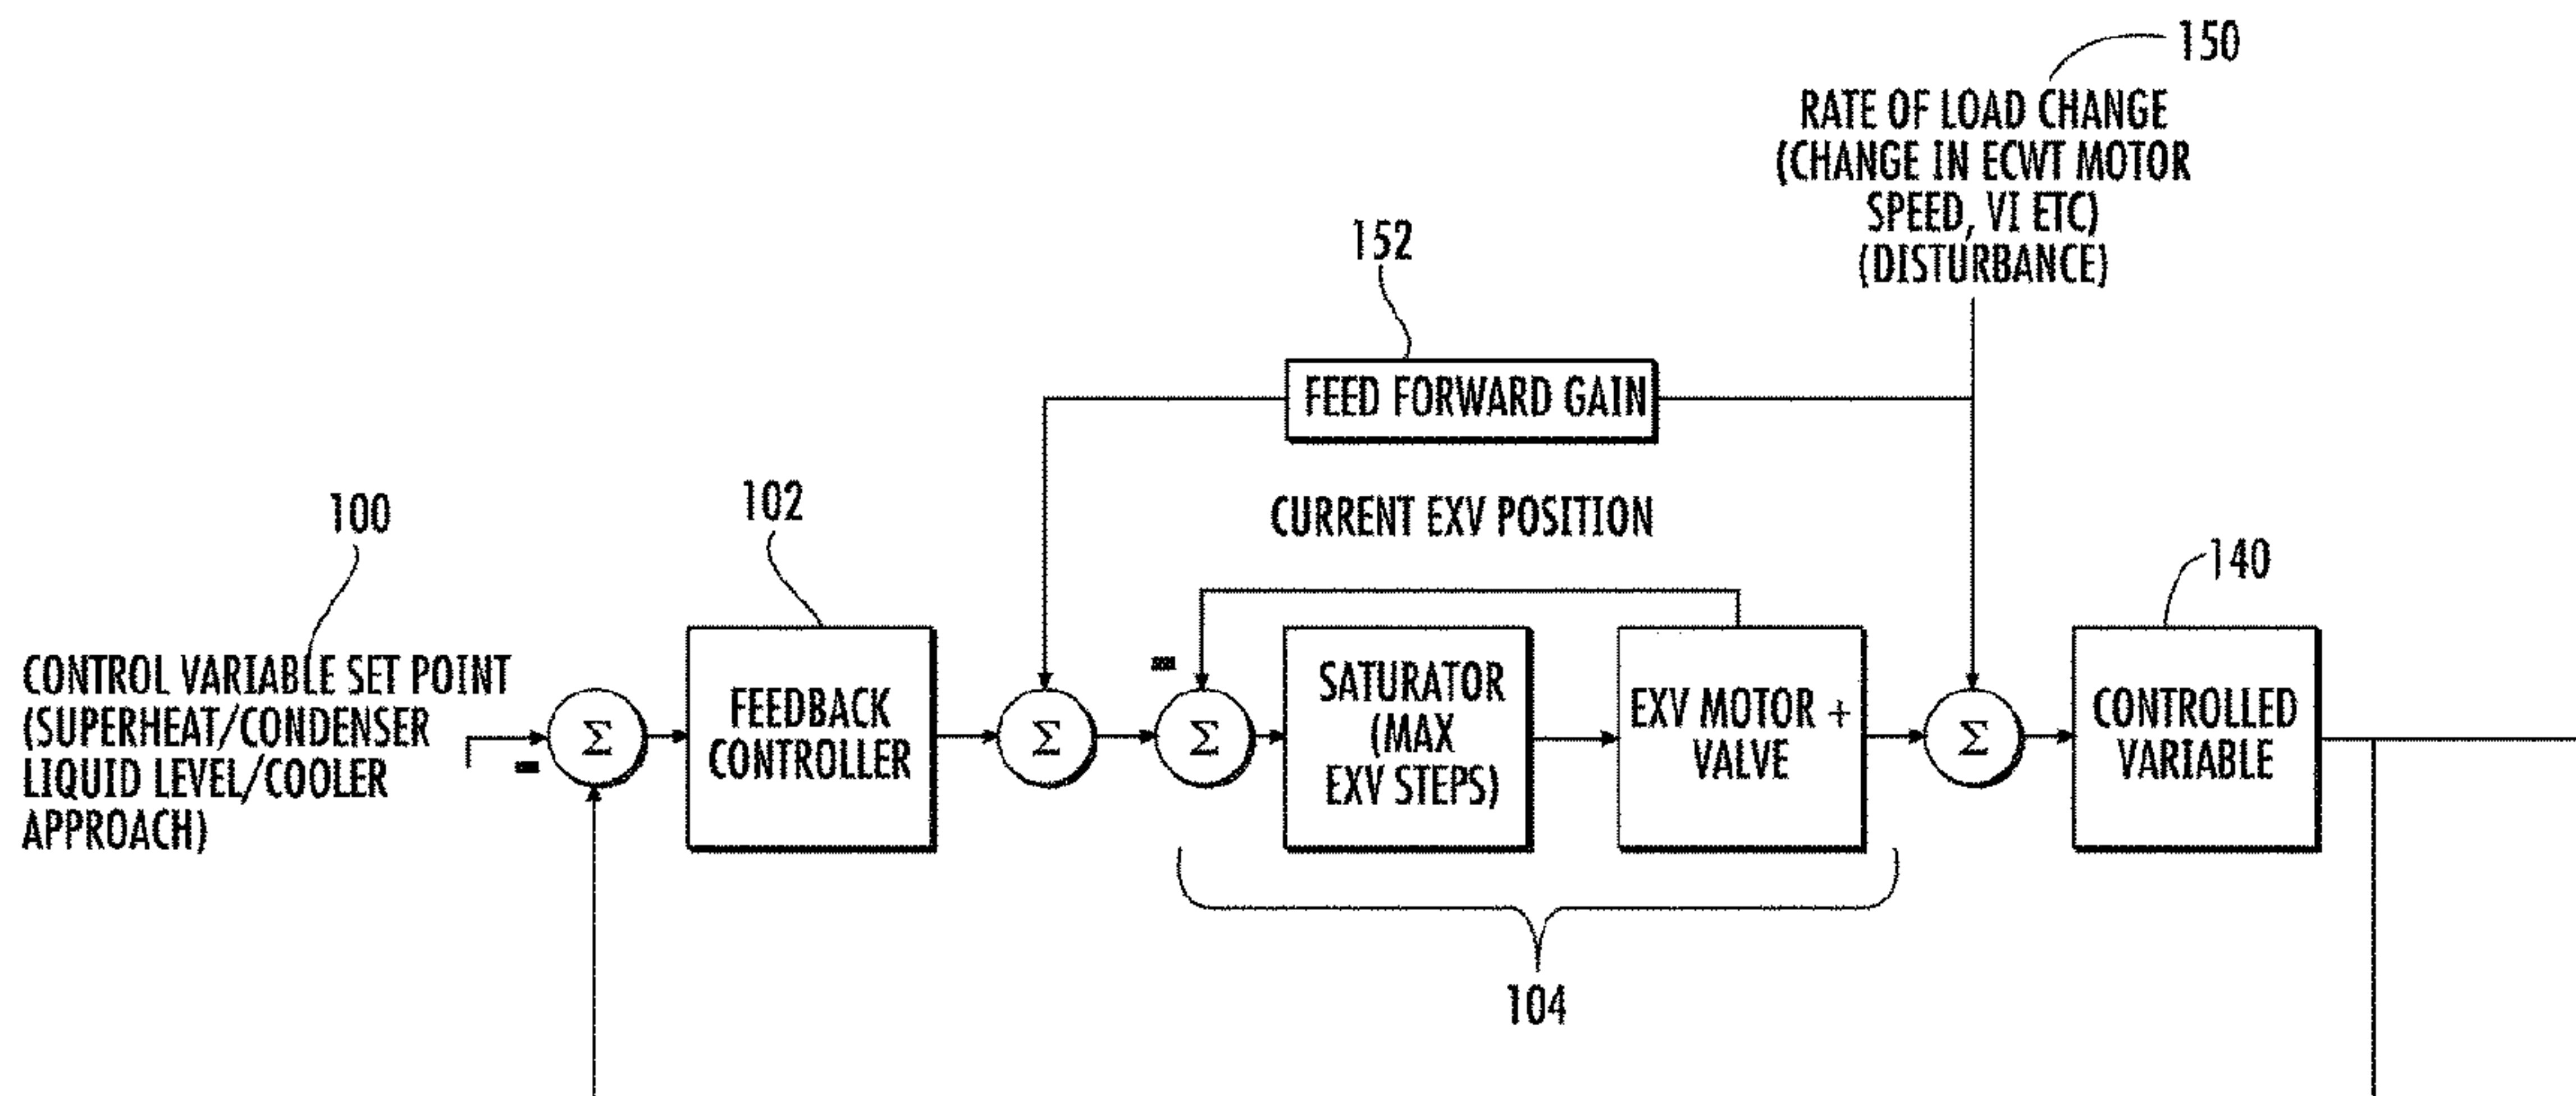 150
RATE OF LOAD CHANGE
(CHANGE IN ECWT MOTOR
SPEED, VI ETC)
(DISTURBANCE)
152
FEED FORWARD GAIN
CURRENT EXV POSITION
100
CONTROL VARIABLE SET POINT
(SUPERHEAT/CONDENSER
LIQUID LEVEL/COOLER
APPROACH)
-
Σ
102
FEEDBACK
CONTROLLER
Σ
-
Σ
SATURATOR
(MAX
EXV STEPS)
EXV MOTOR +
VALVE
104
Σ
140
CONTROLLED
VARIABLE